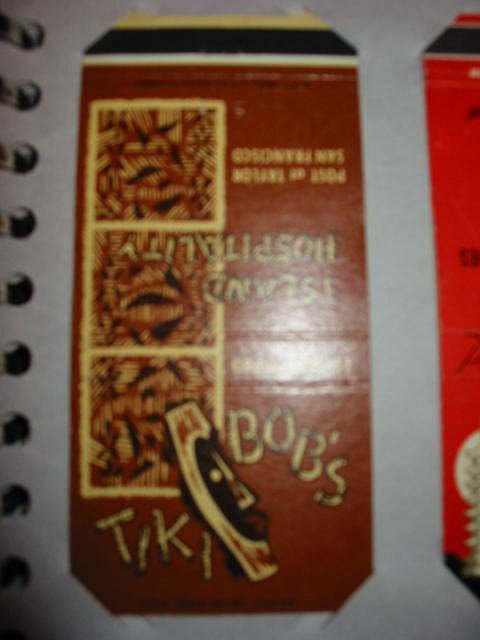 TIKI
BOB'S
ISLAND
HOSPITALITY
POST at TAYLOR
SAN FRANCISCO